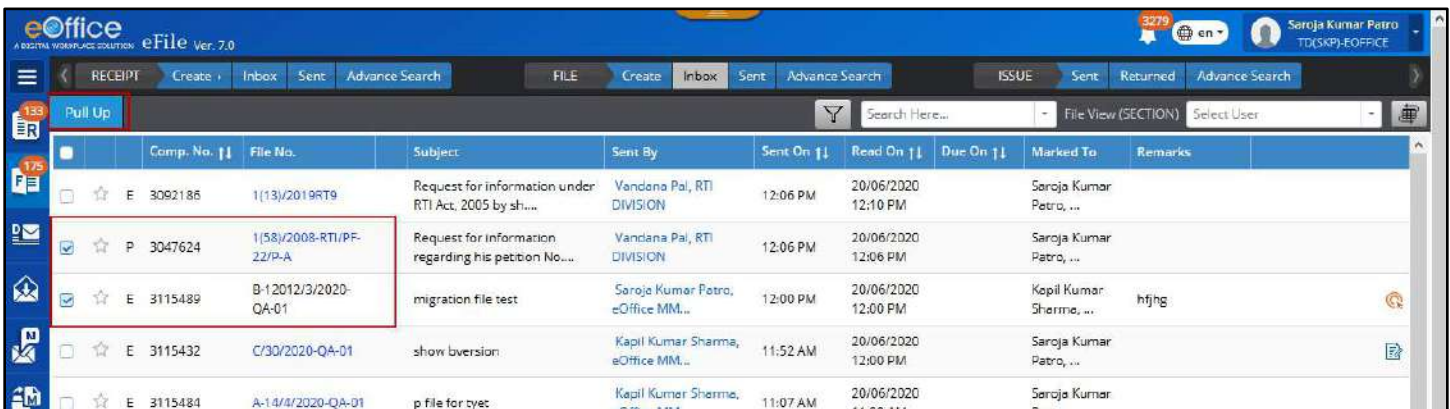 eOffice
A DIGITAL WORKPLACE SOLUTION eFile Ver. 7.0
3279
en
Saroja Kumar Patro
TD(SKP)-EOFFICE
RECEIPT Create Inbox Sent Advance Search FILE Create Inbox Sent Advance Search ISSUE Sent Returned Advance Search
133
R
Pull Up Search Here... File View (SECTION) Select User
Comp. No. File No. Subject Sent By Sent On Read On Due On Marked To Remarks
175
F
E 3092186 1(13)/2019RT9 Request for information under Vandana Pal, RTI 12:06 PM 20/06/2020 Saroja Kumar
RTI Act, 2005 by sh.... DIVISION 12:10 PM Patro, ...
D
P 3047624 1(58)/2008-RTI/PF- Request for information Vandana Pal, RTI 12:06 PM 20/06/2020 Saroja Kumar
22/P-A regarding his petition No.... DIVISION 12:06 PM Patro, ...
E 3115489 B-12012/3/2020- migration file test Saroja Kumar Patro, 12:00 PM 20/06/2020 Kapil Kumar hfjhg
QA-01 eOffice MM... 12:00 PM Sharma, ...
N
E 3115432 C/30/2020-QA-01 show bversion Kapil Kumar Sharma, 11:52 AM 20/06/2020 Saroja Kumar
eOffice MM... 12:00 PM Patro, ...
M
E 3115484 A-14/4/2020-QA-01 p file for tyet Kapil Kumar Sharma, 11:07 AM 20/06/2020 Saroja Kumar